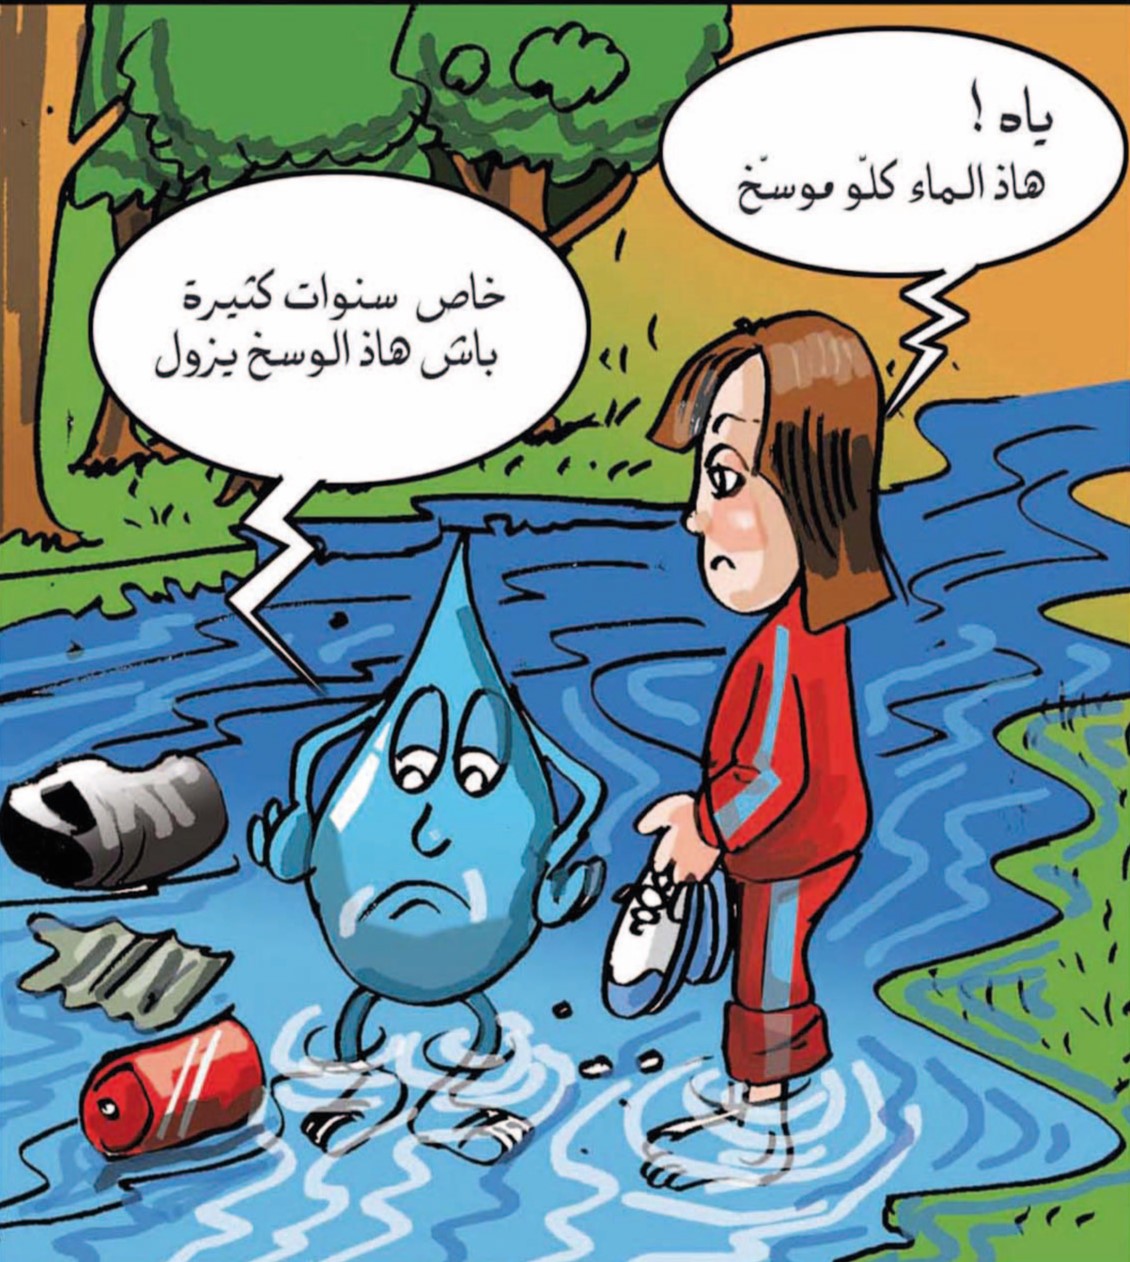 ياه !
هاذ الماء كلّو موسّخ
خاص سنوات كثيرة
باش هاذ الوسخ يزول